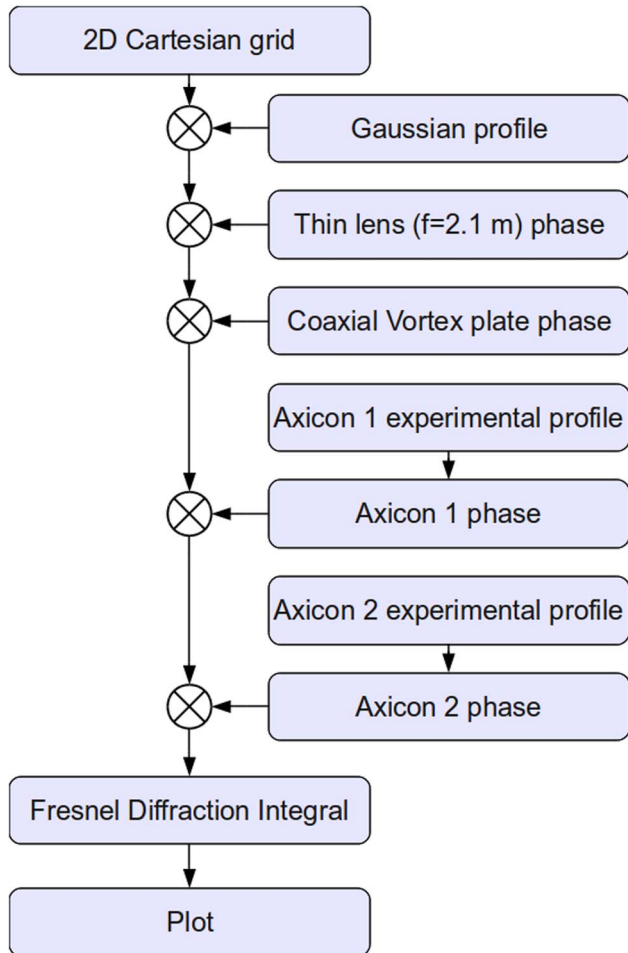 2D Cartesian grid
Gaussian profile
Thin lens (f=2.1 m) phase
Coaxial Vortex plate phase
Axicon 1 experimental profile
Axicon 1 phase
Axicon 2 experimental profile
Axicon 2 phase
Fresnel Diffraction Integral
Plot